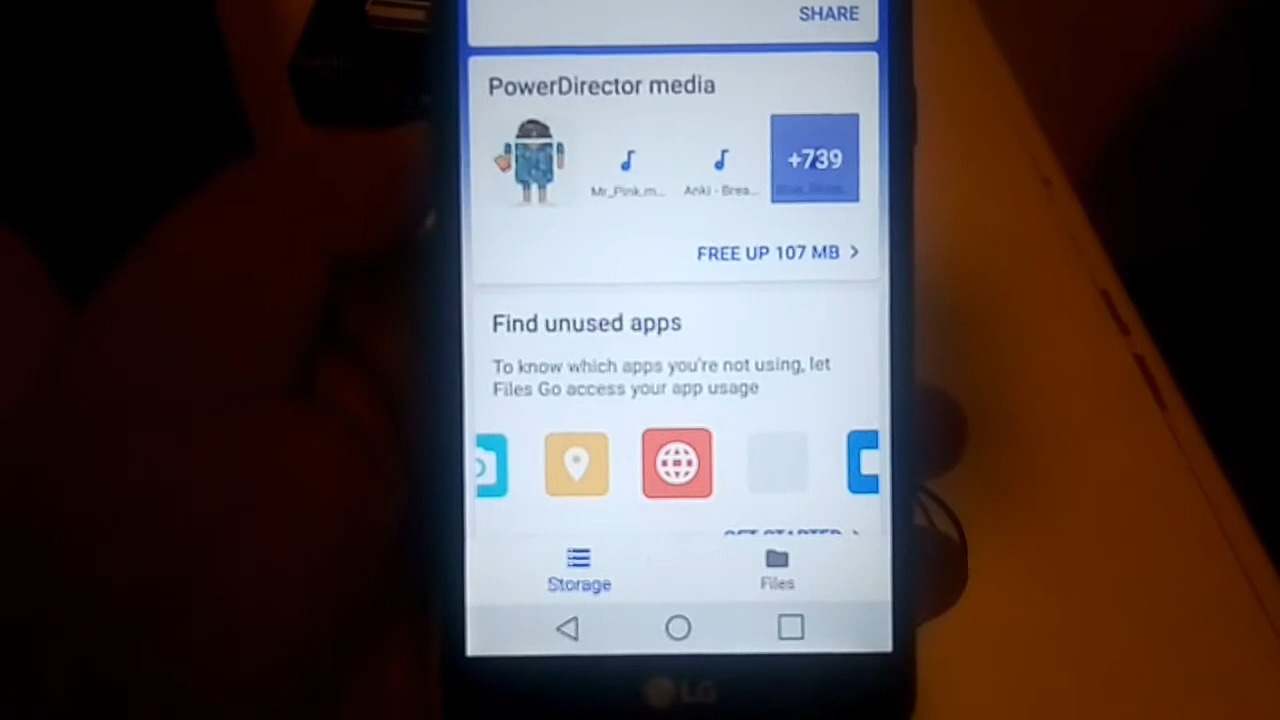 SHARE
PowerDirector media
+739
Mr_Pink.m...
Anki - Brea...
FREE UP 107 MB
Find unused apps
To know which apps you're not using, let
Files Go access your app usage
GET STARTED
Storage
Files
LG